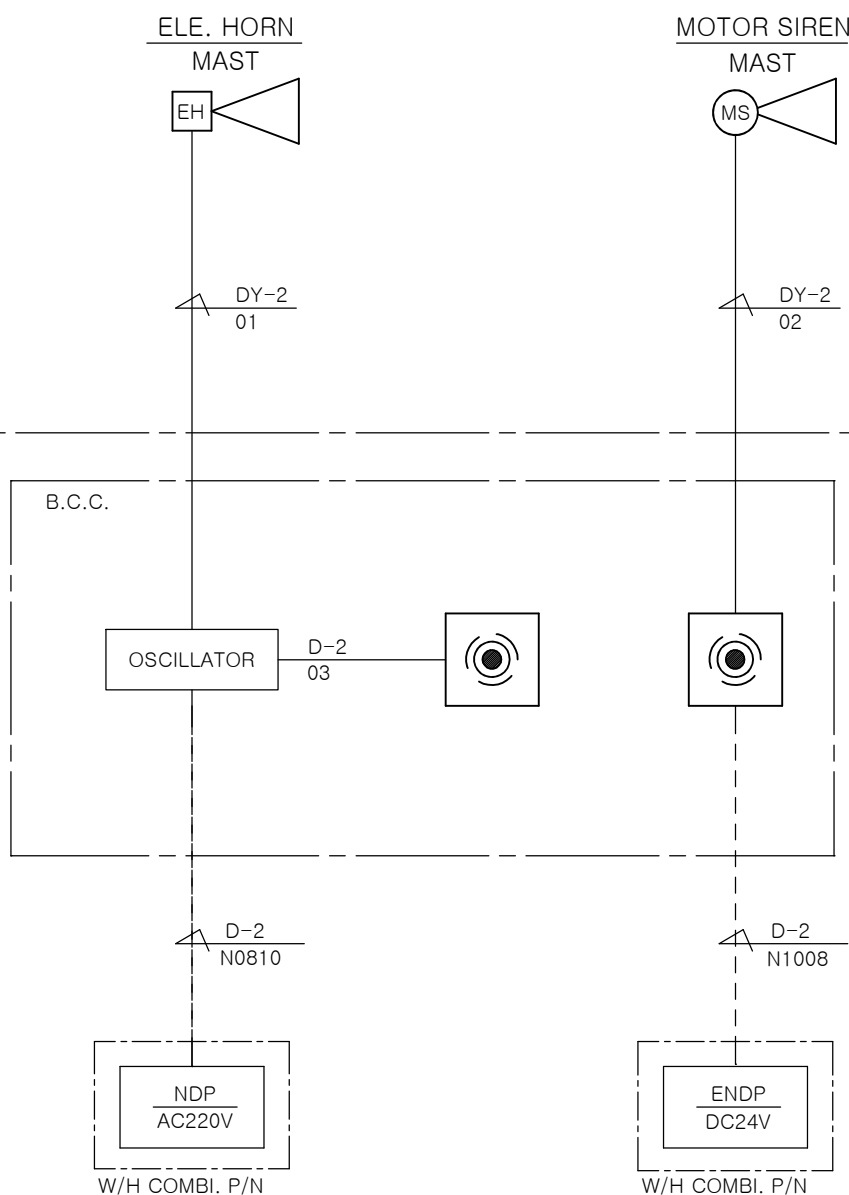 ELE. HORN
MAST
EH
MOTOR SIREN
MAST
MS
DY-2
01
DY-2
02
B.C.C.
OSCILLATOR
D-2
03
D-2
N0810
D-2
N1008
NDP
AC220V
W/H COMBI. P/N
ENDP
DC24V
W/H COMBI. P/N